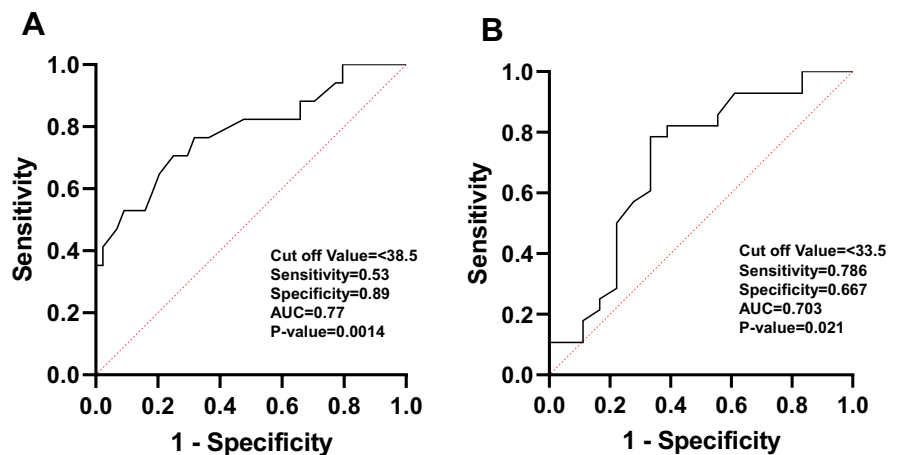 A
Sensitivity
1.0
0.8
0.6
0.4
0.2
0.0
Cut off Value=<38.5
Sensitivity=0.53
Specificity=0.89
AUC=0.77
P-value=0.0014
0.0 0.2 0.4 0.6 0.8 1.0
1 - Specificity
B
Sensitivity
1.0
0.8
0.6
0.4
0.2
0.0
Cut off Value=<33.5
Sensitivity=0.786
Specificity=0.667
AUC=0.703
P-value=0.021
0.0 0.2 0.4 0.6 0.8 1.0
1 - Specificity